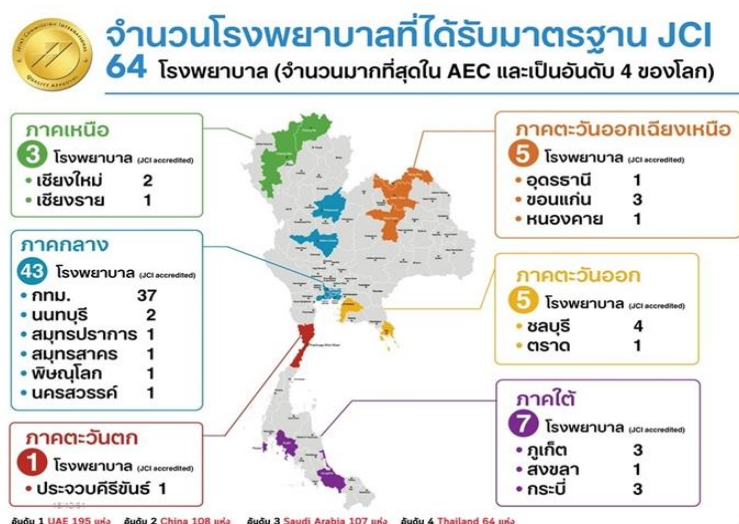 จำนวนโรงพยาบาลที่ได้รับมาตรฐาน JCI
64 โรงพยาบาล (จำนวนมากที่สุดใน AEC และเป็นอันดับ 4 ของโลก)
ภาคเหนือ
3 โรงพยาบาล (JCI accredited)
• เชียงใหม่ 2
• เชียงราย 1
ภาคกลาง
43 โรงพยาบาล (JCI accredited)
• กทม. 37
• นนทบุรี 2
• สมุทรปราการ 1
• สมุทรสาคร 1
• พิษณุโลก 1
• นครสวรรค์ 1
ภาคตะวันตก
1 โรงพยาบาล (JCI accredited)
• ประจวบคีรีขันธ์ 1
ภาคตะวันออกเฉียงเหนือ
5 โรงพยาบาล (JCI accredited)
• อุดรธานี 1
• ขอนแก่น 3
• หนองคาย 1
ภาคตะวันออก
5 โรงพยาบาล (JCI accredited)
• ชลบุรี 4
• ตราด 1
ภาคใต้
7 โรงพยาบาล (JCI accredited)
• ภูเก็ต 3
• สงขลา 1
• กระบี่ 3
อันดับ 1 UAE 195 แห่ง อันดับ 2 China 108 แห่ง อันดับ 3 Saudi Arabia 107 แห่ง อันดับ 4 Thailand 64 แห่ง